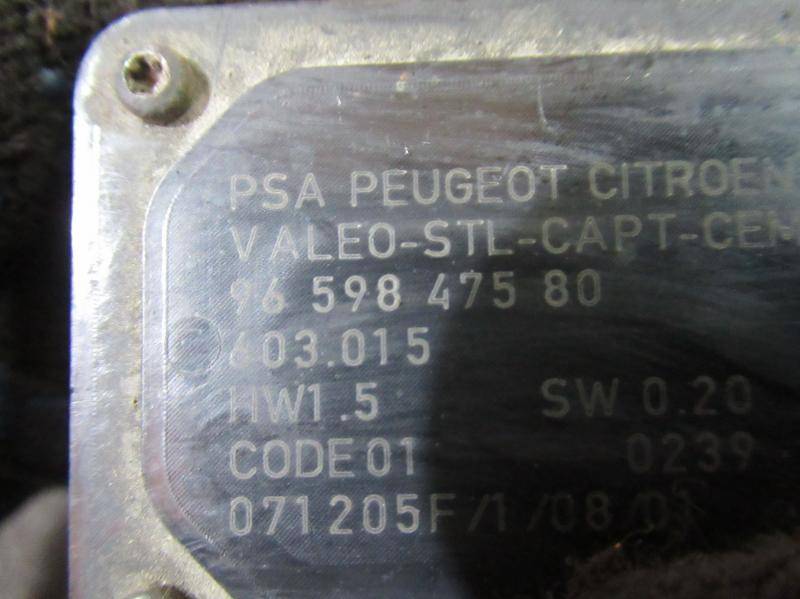 PSA PEUGEOT CITROEN
VALEO-STL-CAPT-CEM
96 598 475 80
603.015
HW1.5 SW 0.20
CODE01 0239
071205F/1/08/0